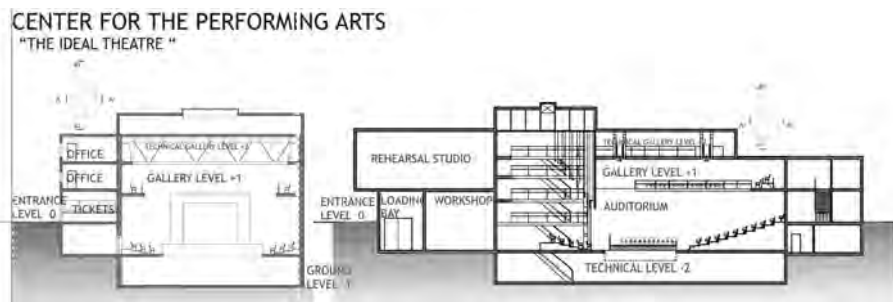 CENTER FOR THE PERFORMING ARTS
"THE IDEAL THEATRE "
TECHNICAL GALLERY LEVEL +3
OFFICE
GALLERY LEVEL +1
OFFICE
ENTRANCE
LEVEL 0
TICKETS
GROUND
LEVEL -1
TECHNICAL GALLERY LEVEL
REHEARSAL STUDIO
GALLERY LEVEL +1
ENTRANCE
LEVEL 0
LOADING
BAY
WORKSHOP
AUDITORIUM
TECHNICAL LEVEL -2